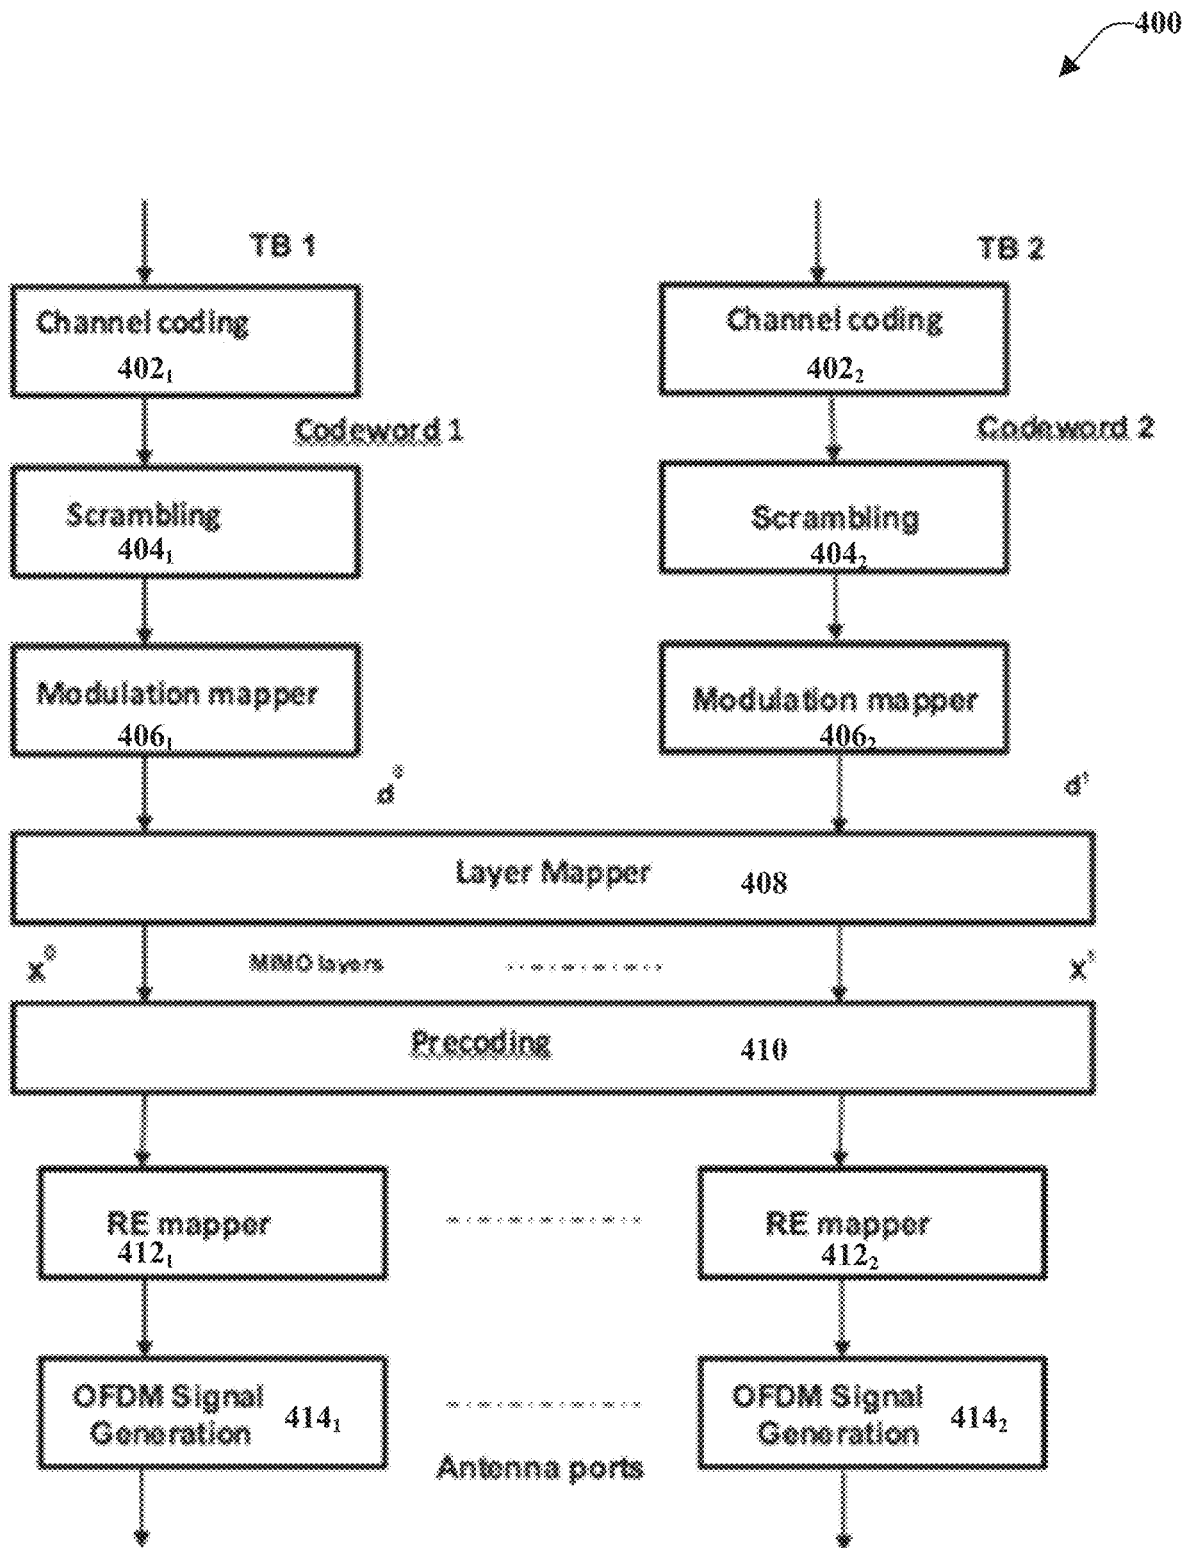 400
TB 1
TB 2
Channel coding
402₁
Channel coding
402₂
Codeword 1
Codeword 2
Scrambling
404₁
Scrambling
404₂
Modulation mapper
406₁
Modulation mapper
406₂
d⁰
d¹
Layer Mapper 408
x⁰
MIMO layers
Precoding 410
RE mapper
412₁
RE mapper
412₂
OFDM Signal
Generation
414₁
OFDM Signal
Generation
414₂
Antenna ports